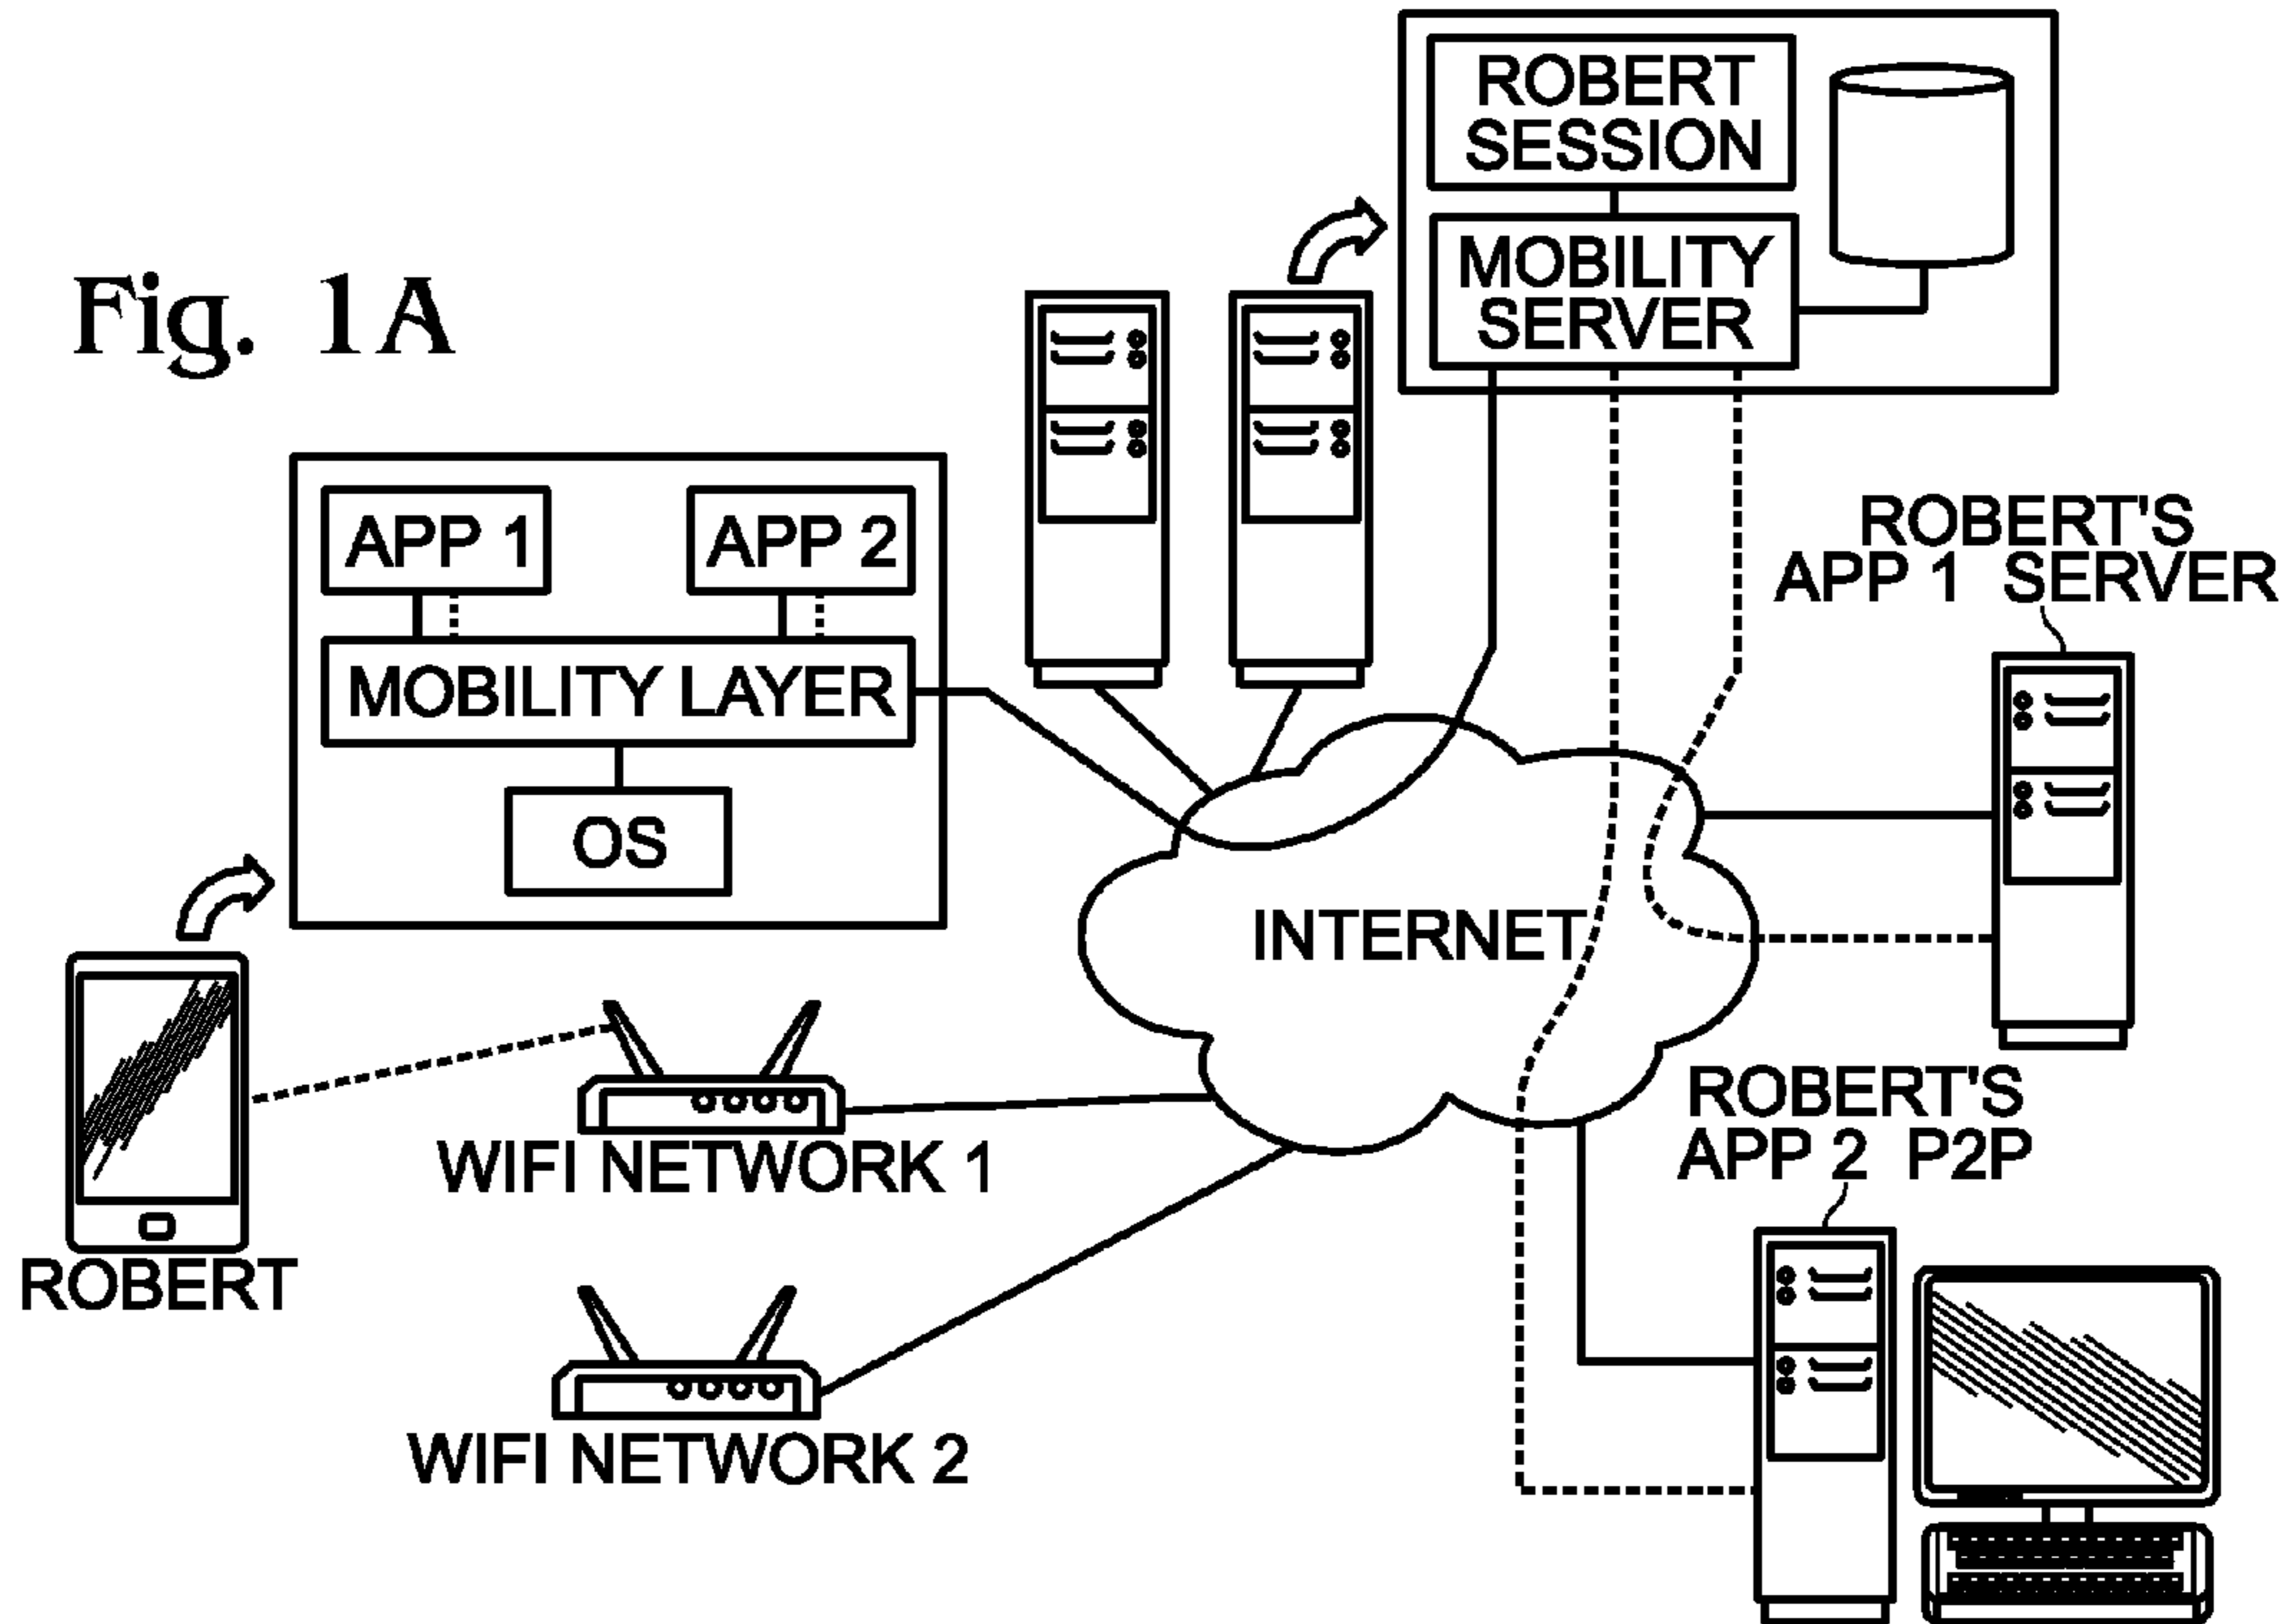 Fig. 1A
ROBERT
SESSION
MOBILITY
SERVER
APP 1
APP 2
MOBILITY LAYER
OS
ROBERT'S
APP 1 SERVER
INTERNET
WIFI NETWORK 1
ROBERT
WIFI NETWORK 2
ROBERT'S
APP 2 P2P